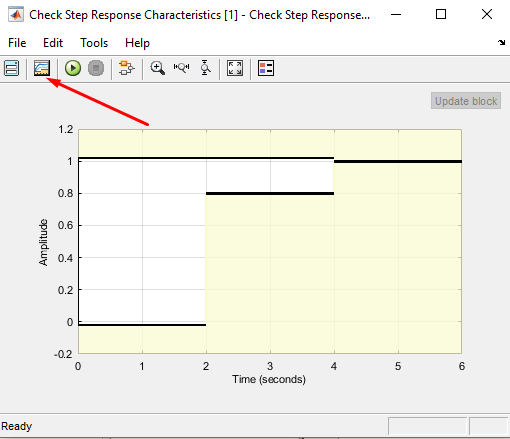 Check Step Response Characteristics [1] - Check Step Response...
File Edit Tools Help
Update block
1.2
1
0.8
0.6
0.4
0.2
0
-0.2
Amplitude
0 1 2 3 4 5 6
Time (seconds)
Ready